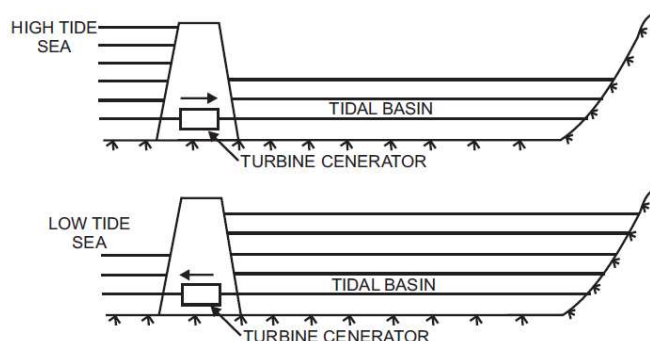 HIGH TIDE
SEA
TIDAL BASIN
TURBINE CENERATOR
LOW TIDE
SEA
TIDAL BASIN
TURBINE CENERATOR